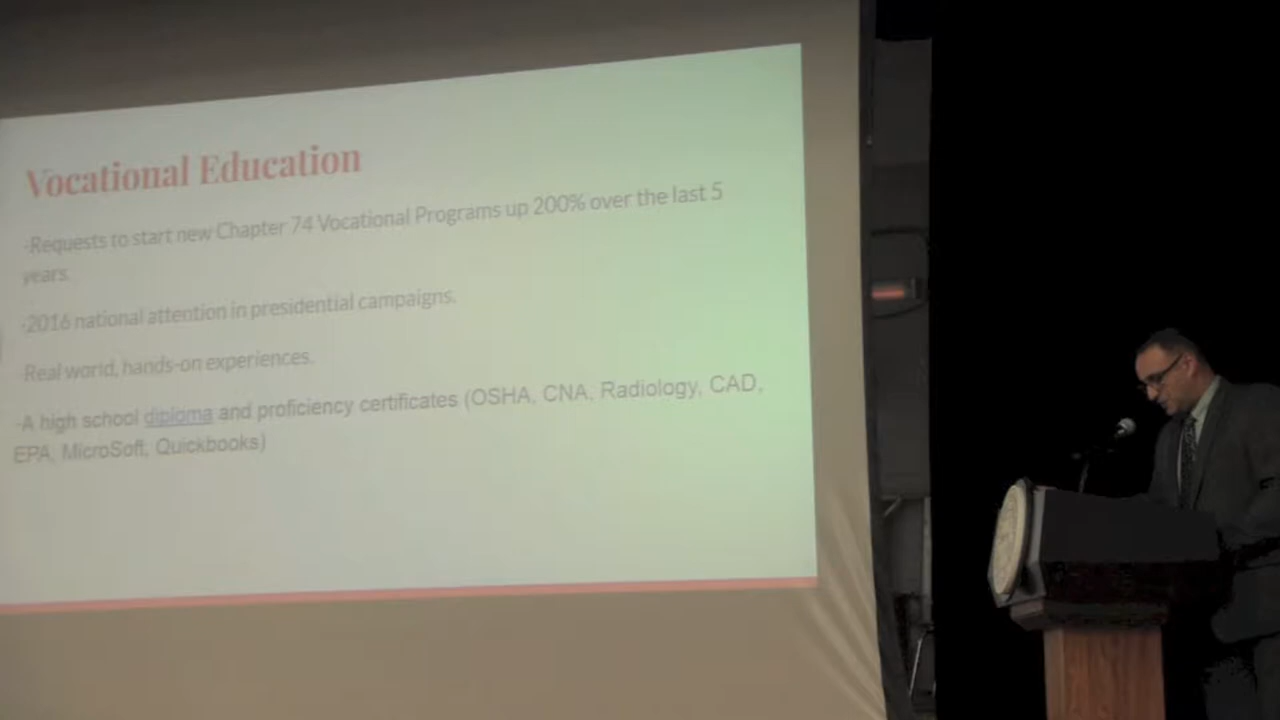 Vocational Education
-Requests to start new Chapter 74 Vocational Programs up 200% over the last 5
years.
-2016 national attention in presidential campaigns.
-Real world, hands-on experiences.
-A high school diploma and proficiency certificates (OSHA, CNA, Radiology, CAD,
EPA, MicroSoft, Quickbooks)